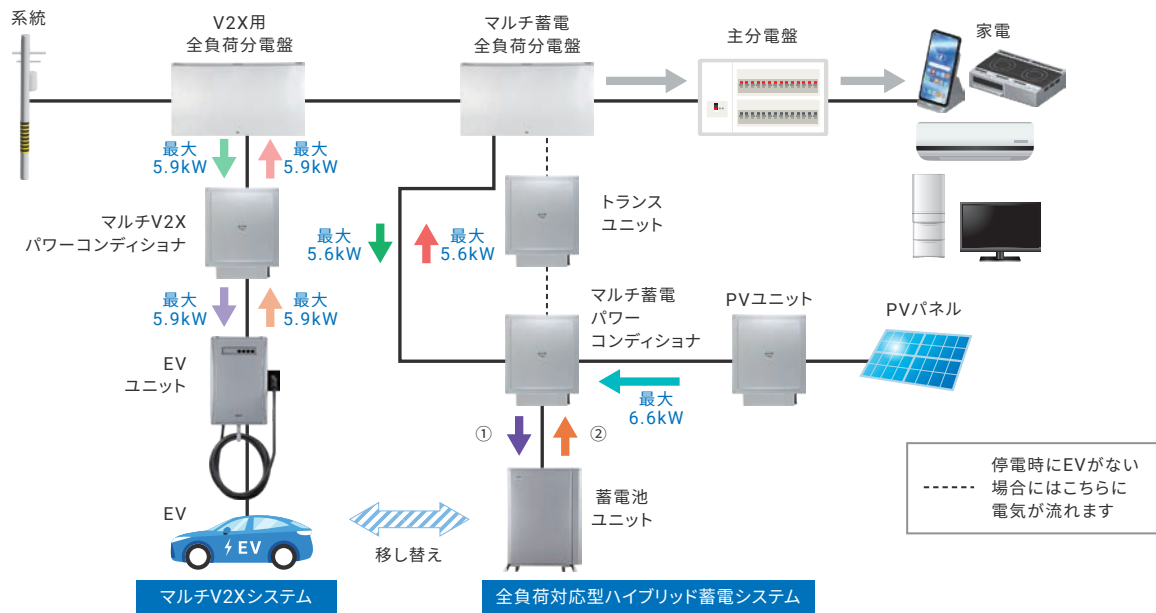 系統
V2X用
全負荷分電盤
マルチ蓄電
全負荷分電盤
主分電盤
家電
最大
5.9kW
最大
5.9kW
マルチV2X
パワーコンディショナ
トランス
ユニット
最大
5.6kW
最大
5.6kW
最大
5.9kW
最大
5.9kW
マルチ蓄電
パワー
コンディショナ
PVユニット
PVパネル
EV
ユニット
最大
6.6kW
①
②
停電時にEVがない
場合にはこちらに
電気が流れます
蓄電池
ユニット
EV
EV
移し替え
マルチV2Xシステム
全負荷対応型ハイブリッド蓄電システム